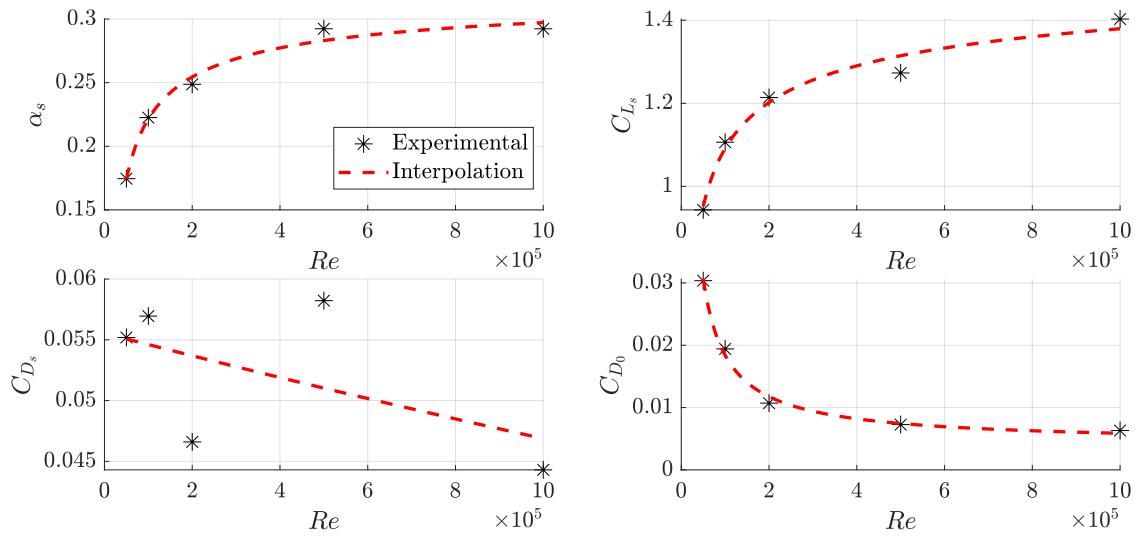 0.3
0.25
0.2
0.15
α_s
0 2 4 6 8 10
Re ×10^5
Experimental
Interpolation
1.4
1.2
1
C_{L_s}
0 2 4 6 8 10
Re ×10^5
0.06
0.055
0.05
0.045
C_{D_s}
0 2 4 6 8 10
Re ×10^5
0.03
0.02
0.01
0
C_{D_0}
0 2 4 6 8 10
Re ×10^5